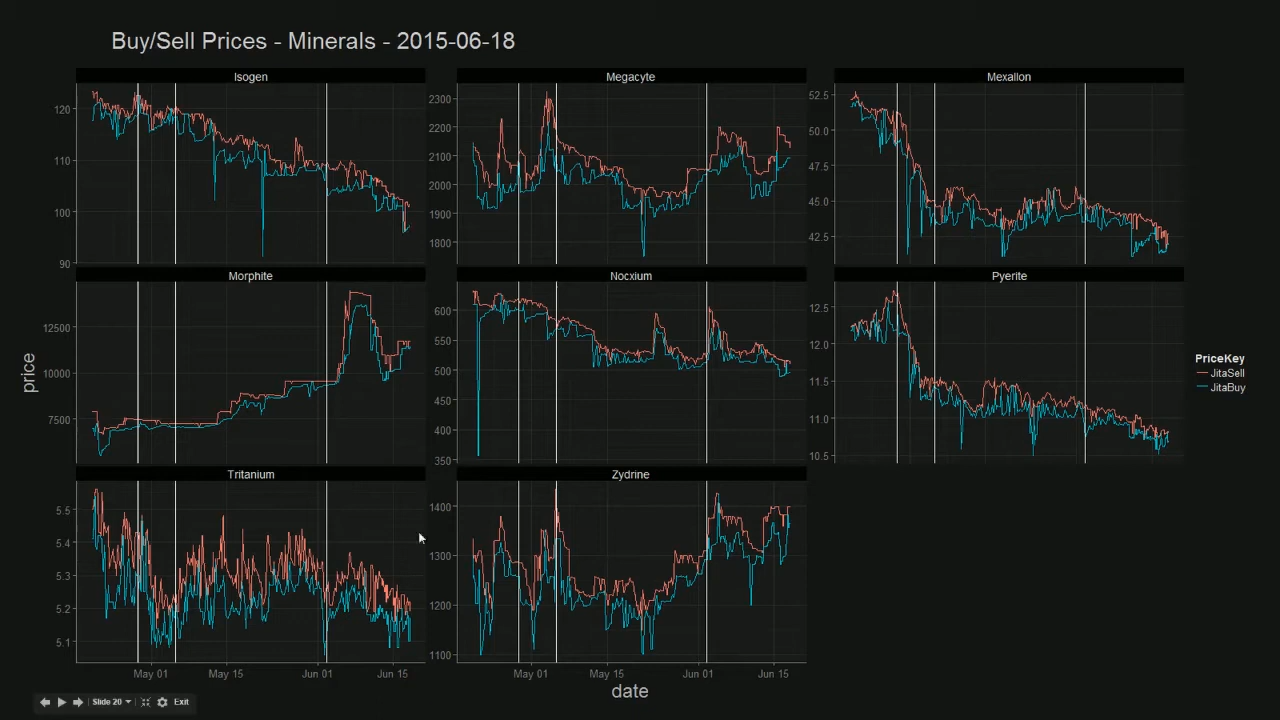 Buy/Sell Prices - Minerals - 2015-06-18
Isogen
Megacyte
Mexallon
120
110
100
90
2300
2200
2100
2000
1900
1800
52.5
50.0
47.5
45.0
42.5
Morphite
Nocxium
Pyerite
12500
10000
7500
600
550
500
450
400
350
12.5
12.0
11.5
11.0
10.5
price
PriceKey
JitaSell
JitaBuy
Tritanium
Zydrine
5.5
5.4
5.3
5.2
5.1
1400
1300
1200
1100
May 01 May 15 Jun 01 Jun 15
May 01 May 15 Jun 01 Jun 15
date
Slide 20
Exit